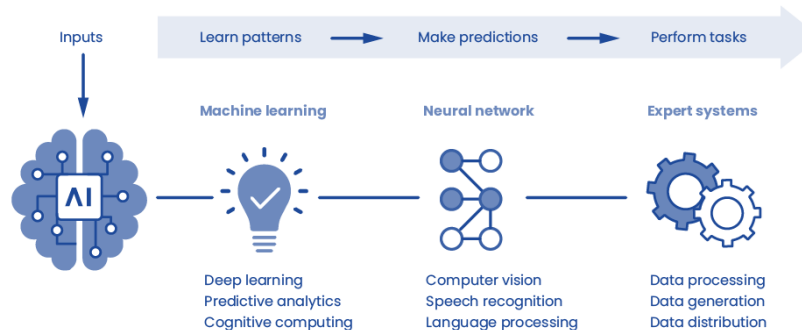 Inputs
Learn patterns
Make predictions
Perform tasks
Machine learning
Neural network
Expert systems
AI
Deep learning
Predictive analytics
Cognitive computing
Computer vision
Speech recognition
Language processing
Data processing
Data generation
Data distribution